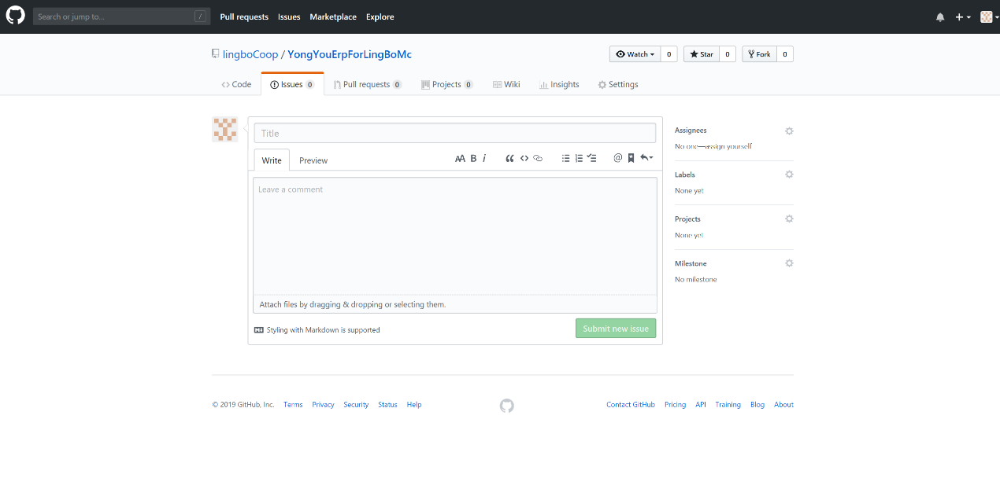 Search or jump to... / Pull requests Issues Marketplace Explore
lingboCoop / YongYouErpForLingBoMc Watch 0 Star 0 Fork 0
Code Issues 0 Pull requests 0 Projects 0 Wiki Insights Settings
Title
Write Preview AA B i @
Leave a comment
Attach files by dragging & dropping or selecting them.
Styling with Markdown is supported Submit new issue
Assignees
No one—assign yourself
Labels
None yet
Projects
None yet
Milestone
No milestone
© 2019 GitHub, Inc. Terms Privacy Security Status Help Contact GitHub Pricing API Training Blog About